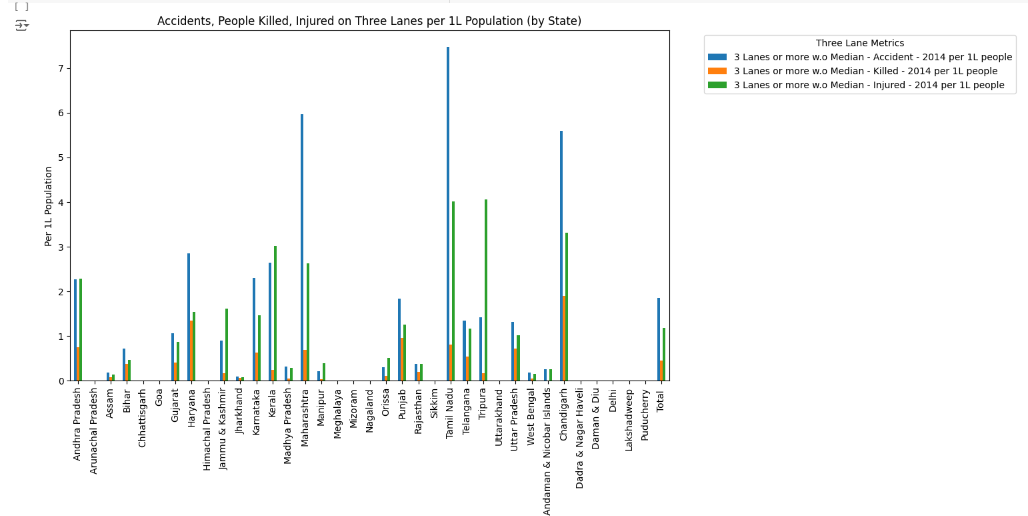 [ ]
Accidents, People Killed, Injured on Three Lanes per 1L Population (by State)
Three Lane Metrics
3 Lanes or more w.o Median - Accident - 2014 per 1L people
3 Lanes or more w.o Median - Killed - 2014 per 1L people
3 Lanes or more w.o Median - Injured - 2014 per 1L people
Per 1L Population
7
6
5
4
3
2
1
0
Andhra Pradesh
Arunachal Pradesh
Assam
Bihar
Chhattisgarh
Goa
Gujarat
Haryana
Himachal Pradesh
Jammu & Kashmir
Jharkhand
Karnataka
Kerala
Madhya Pradesh
Maharashtra
Manipur
Meghalaya
Mizoram
Nagaland
Orissa
Punjab
Rajasthan
Sikkim
Tamil Nadu
Telangana
Tripura
Uttarakhand
Uttar Pradesh
West Bengal
Andaman & Nicobar Islands
Chandigarh
Dadra & Nagar Haveli
Daman & Diu
Delhi
Lakshadweep
Puducherry
Total